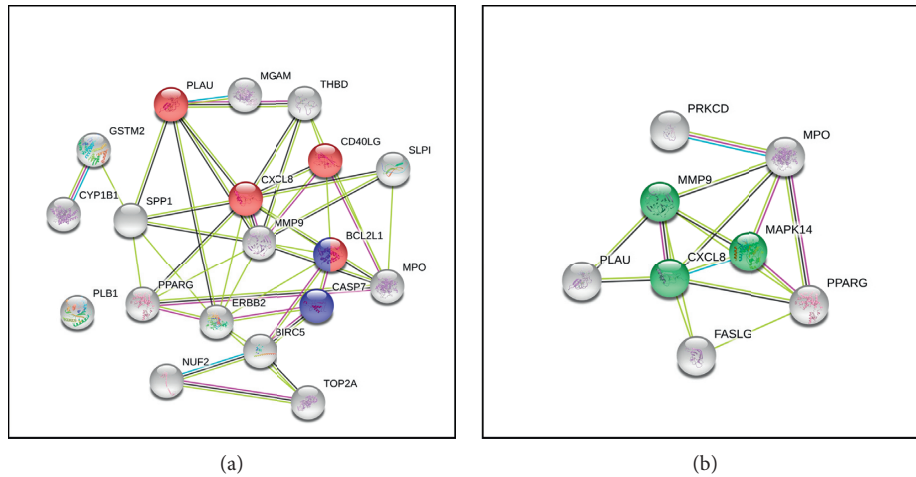 PLAU
MGAM
THBD
GSTM2
CD40LG
SLPI
CYP1B1
SPP1
CXCL8
MMP9
BCL2L1
MPO
PLB1
PPARG
ERBB2
CASP7
BIRC5
NUF2
TOP2A
(a)
PRKCD
MPO
MMP9
MAPK14
PLAU
CXCL8
PPARG
FASLG
(b)